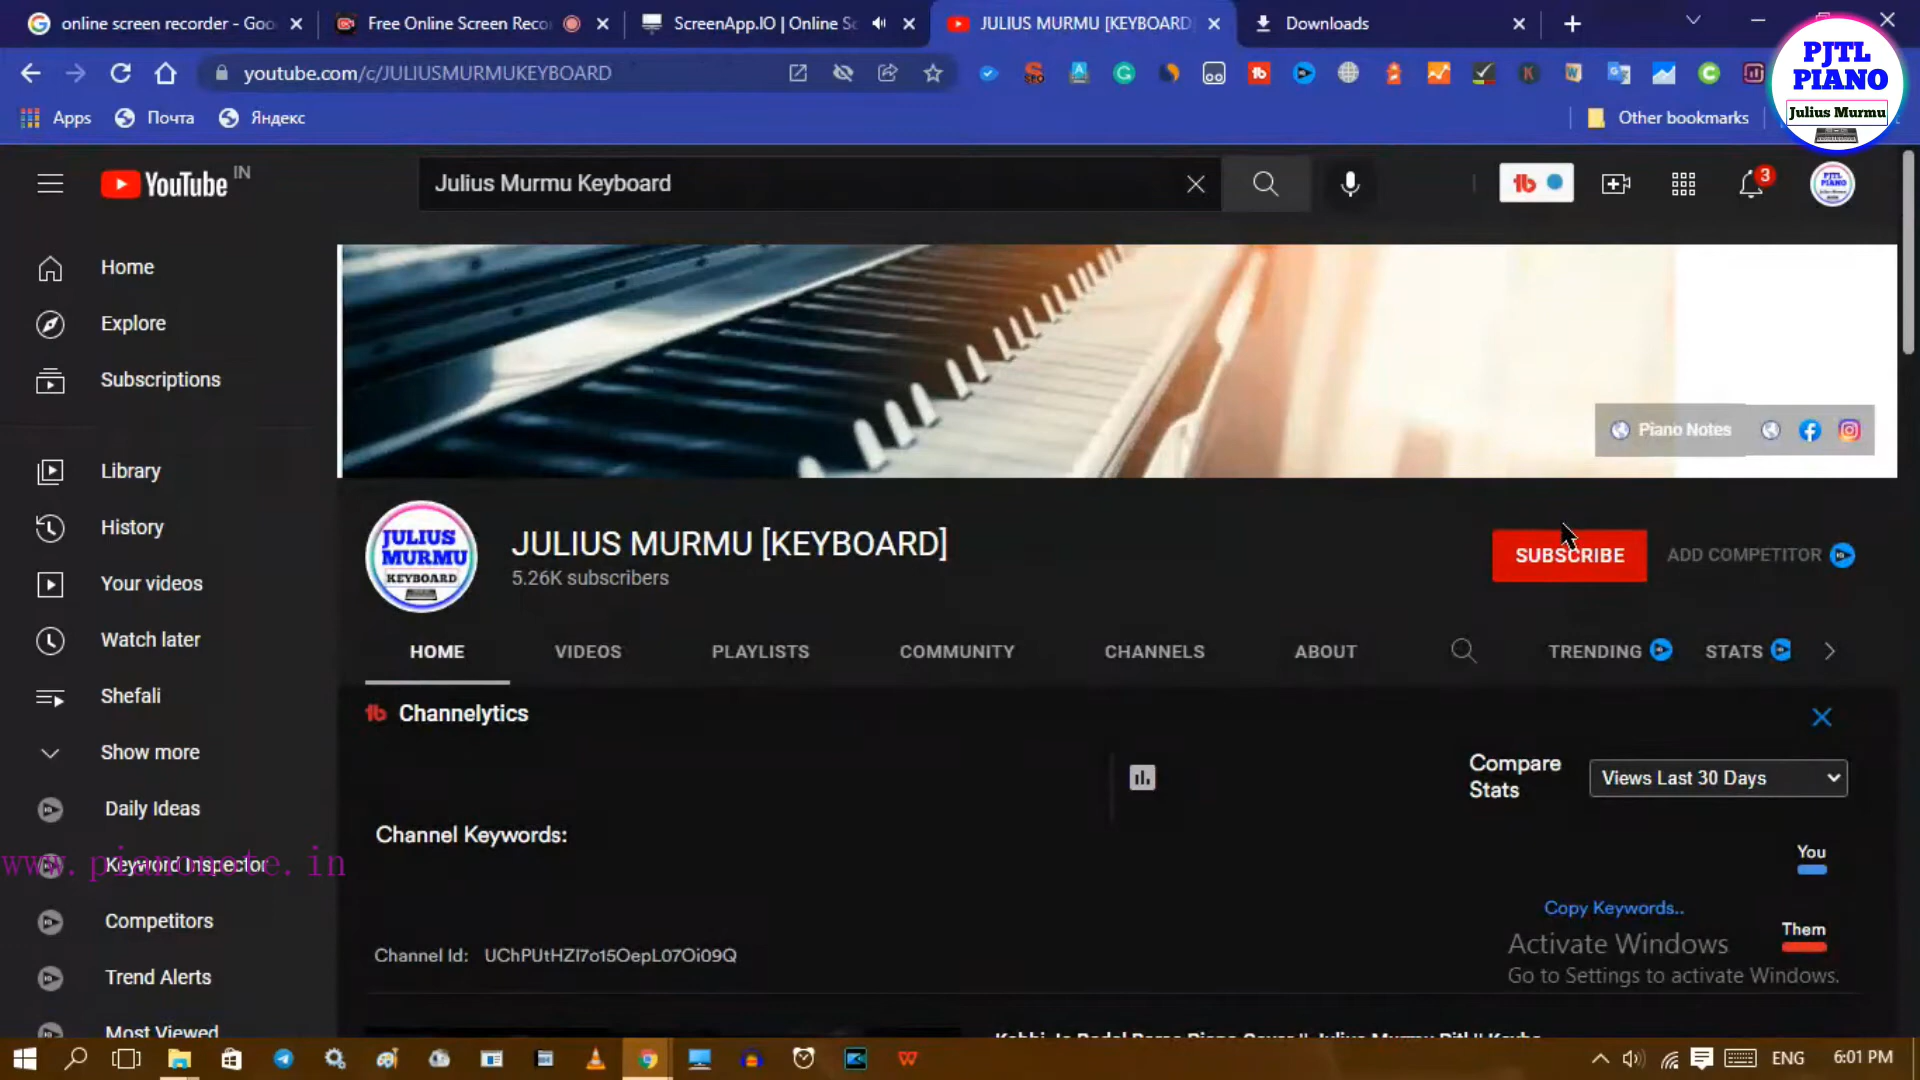 online screen recorder - Goo
Free Online Screen Reco
ScreenApp.IO | Online Sc
JULIUS MURMU [KEYBOARD]
Downloads
youtube.com/c/JULIUSMURMUKEYBOARD
PJTL
PIANO
Julius Murmu
Apps
Почта
Яндекс
Other bookmarks
YouTube IN
Julius Murmu Keyboard
3
Home
Explore
Subscriptions
Library
History
Your videos
Watch later
Shefali
Show more
Daily Ideas
Keyword Inspector
www.pianonote.in
Competitors
Trend Alerts
Most Viewed
Piano Notes
JULIUS
MURMU
KEYBOARD
JULIUS MURMU [KEYBOARD]
5.26K subscribers
SUBSCRIBE
ADD COMPETITOR
HOME
VIDEOS
PLAYLISTS
COMMUNITY
CHANNELS
ABOUT
TRENDING
STATS
Channelytics
Compare
Stats
Views Last 30 Days
Channel Keywords:
You
Copy Keywords..
Them
Channel Id:
Activate Windows
Go to Settings to activate Windows.
ENG
6:01 PM